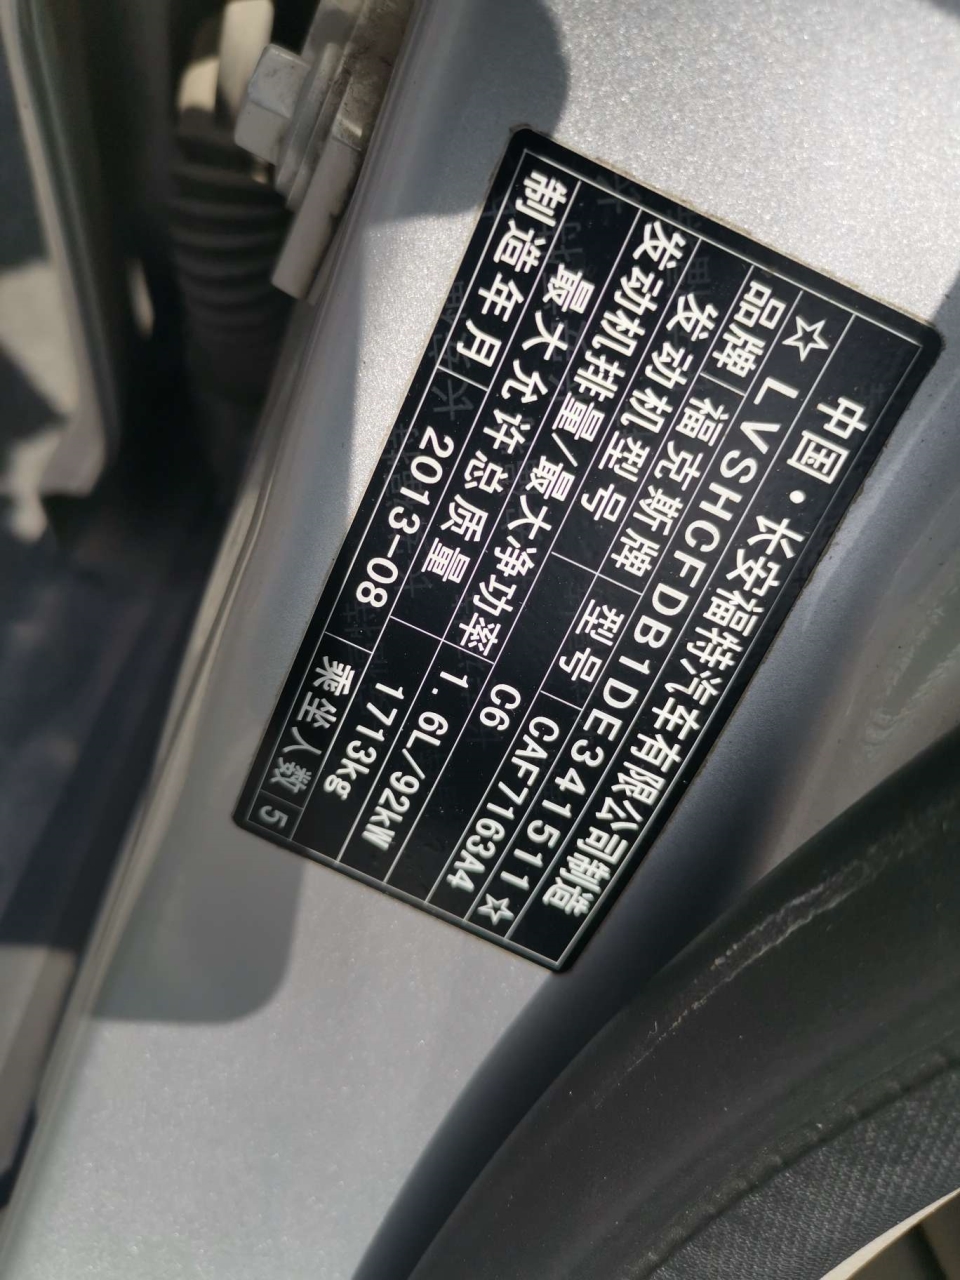 中国·长安福特汽车有限公司制造
☆LVSHCFDB1DE341511☆
品牌 福克斯牌 型号 CAF7163A4
发动机型号 C6
发动机排量/最大净功率 1.6L/92kW
最大允许总质量 1713kg
制造年月 2013-08 乘坐人数 5